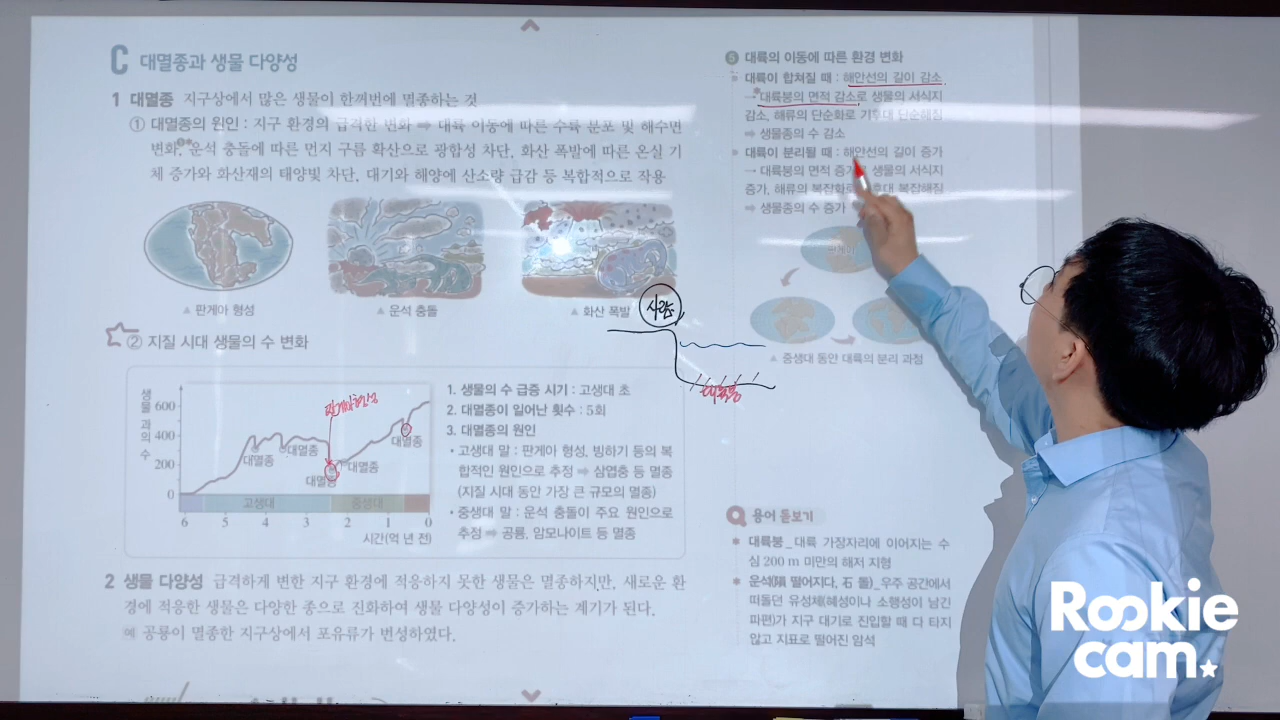 C 대멸종과 생물 다양성
1 대멸종 지구상에서 많은 생물이 한꺼번에 멸종하는 것
① 대멸종의 원인 : 지구 환경의 급격한 변화 ⇒ 대륙 이동에 따른 수륙 분포 및 해수면
변화, 운석 충돌에 따른 먼지 구름 확산으로 광합성 차단, 화산 폭발에 따른 온실 기
체 증가와 화산재의 태양빛 차단, 대기와 해양에 산소량 급감 등 복합적으로 작용
▲ 판게아 형성
▲ 운석 충돌
▲ 화산 폭발
사람
대륙붕
② 지질 시대 생물의 수 변화
생물 과의 수
600
400
200
0
판게아 형성
대멸종
대멸종
대멸종
대멸종
대멸종
고생대
중생대
6 5 4 3 2 1 0
시간(억 년 전)
1. 생물의 수 급증 시기 : 고생대 초
2. 대멸종이 일어난 횟수 : 5회
3. 대멸종의 원인
• 고생대 말 : 판게아 형성, 빙하기 등의 복
합적인 원인으로 추정 ⇒ 삼엽충 등 멸종
(지질 시대 동안 가장 큰 규모의 멸종)
• 중생대 말 : 운석 충돌이 주요 원인으로
추정 ⇒ 공룡, 암모나이트 등 멸종
2 생물 다양성 급격하게 변한 지구 환경에 적응하지 못한 생물은 멸종하지만, 새로운 환
경에 적응한 생물은 다양한 종으로 진화하여 생물 다양성이 증가하는 계기가 된다.
예 공룡이 멸종한 지구상에서 포유류가 번성하였다.
❺ 대륙의 이동에 따른 환경 변화
• 대륙이 합쳐질 때 : 해안선의 길이 감소
→ *대륙붕의 면적 감소로 생물의 서식지
감소, 해류의 단순화로 기후대 단순해짐
⇒ 생물종의 수 감소
• 대륙이 분리될 때 : 해안선의 길이 증가
→ 대륙붕의 면적 증가 생물의 서식지
증가, 해류의 복잡화로 후대 복잡해짐
⇒ 생물종의 수 증가
판게아
▲ 중생대 동안 대륙의 분리 과정
Q 용어 돋보기
* 대륙붕_대륙 가장자리에 이어지는 수
심 200 m 미만의 해저 지형
* 운석(隕 떨어지다, 石 돌)_우주 공간에서
떠돌던 유성체(혜성이나 소행성이 남긴
파편)가 지구 대기로 진입할 때 다 타지
않고 지표로 떨어진 암석
Rookie
cam.